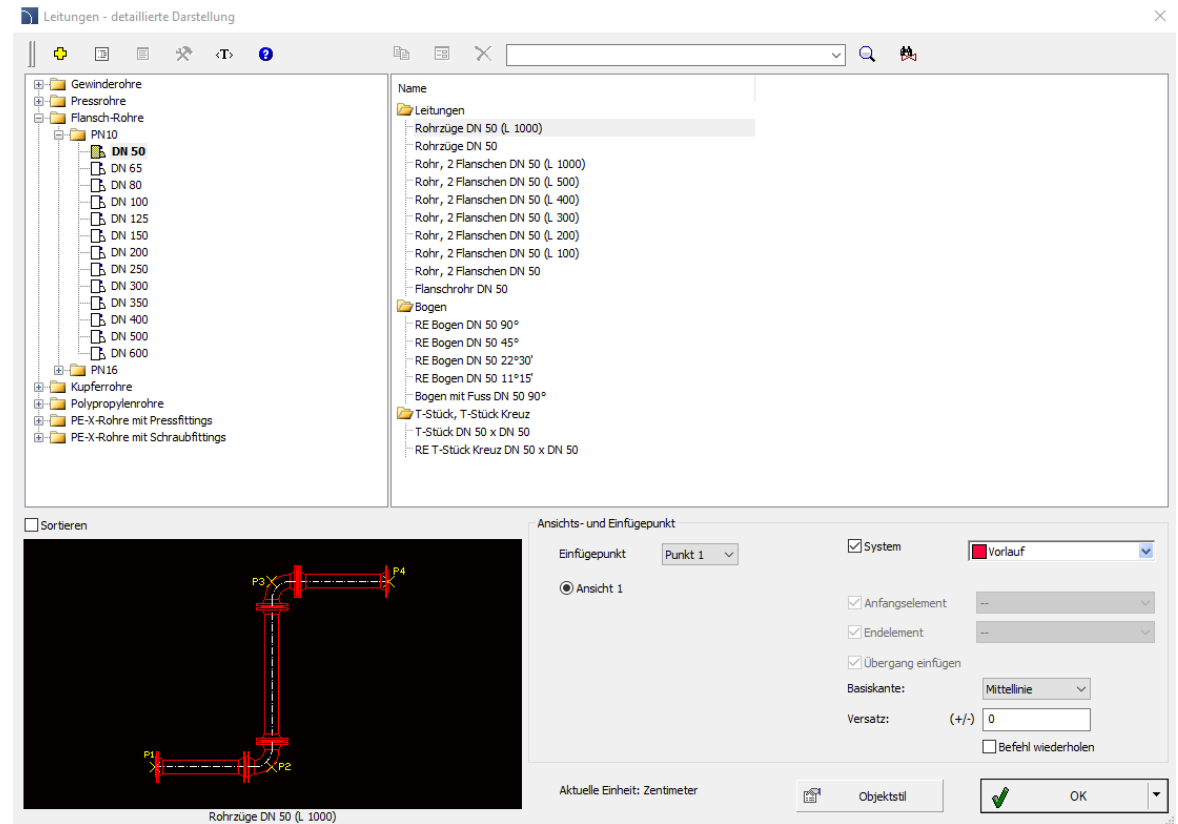 Leitungen - detaillierte Darstellung
<T>
Gewinderohre
Pressrohre
Flansch-Rohre
PN10
DN 50
DN 65
DN 80
DN 100
DN 125
DN 150
DN 200
DN 250
DN 300
DN 350
DN 400
DN 500
DN 600
PN16
Kupferrohre
Polypropylenrohre
PE-X-Rohre mit Pressfittings
PE-X-Rohre mit Schraubfittings
Name
Leitungen
Rohrzüge DN 50 (L 1000)
Rohrzüge DN 50
Rohr, 2 Flanschen DN 50 (L 1000)
Rohr, 2 Flanschen DN 50 (L 500)
Rohr, 2 Flanschen DN 50 (L 400)
Rohr, 2 Flanschen DN 50 (L 300)
Rohr, 2 Flanschen DN 50 (L 200)
Rohr, 2 Flanschen DN 50 (L 100)
Rohr, 2 Flanschen DN 50
Flanschrohr DN 50
Bogen
RE Bogen DN 50 90°
RE Bogen DN 50 45°
RE Bogen DN 50 22°30'
RE Bogen DN 50 11°15'
Bogen mit Fuss DN 50 90°
T-Stück, T-Stück Kreuz
T-Stück DN 50 x DN 50
RE T-Stück Kreuz DN 50 x DN 50
Sortieren
P3
P4
P1
P2
Rohrzüge DN 50 (L 1000)
Ansichts- und Einfügepunkt
Einfügepunkt Punkt 1
Ansicht 1
System Vorlauf
Anfangselement --
Endelement --
Übergang einfügen
Basiskante: Mittellinie
Versatz: (+/-) 0
Befehl wiederholen
Aktuelle Einheit: Zentimeter
Objektstil
OK